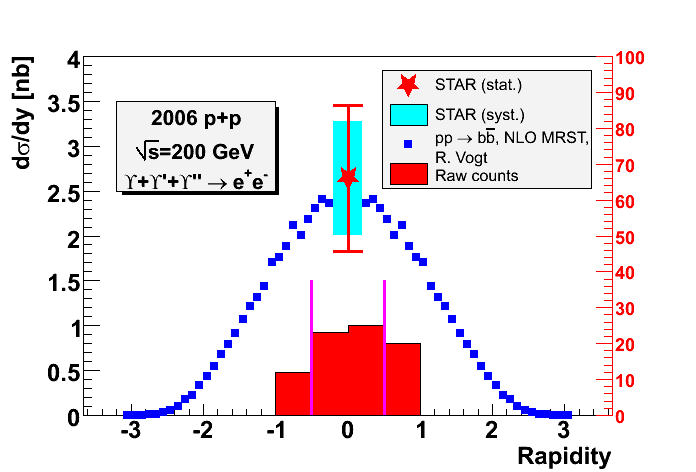 dσ/dy [nb]
4
3.5
3
2.5
2
1.5
1
0.5
0
2006 p+p
√s=200 GeV
ϒ+ϒ'+ϒ'' → e⁺e⁻
STAR (stat.)
STAR (syst.)
pp → bb̅, NLO MRST,
R. Vogt
Raw counts
100
90
80
70
60
50
40
30
20
10
0
-3 -2 -1 0 1 2 3
Rapidity